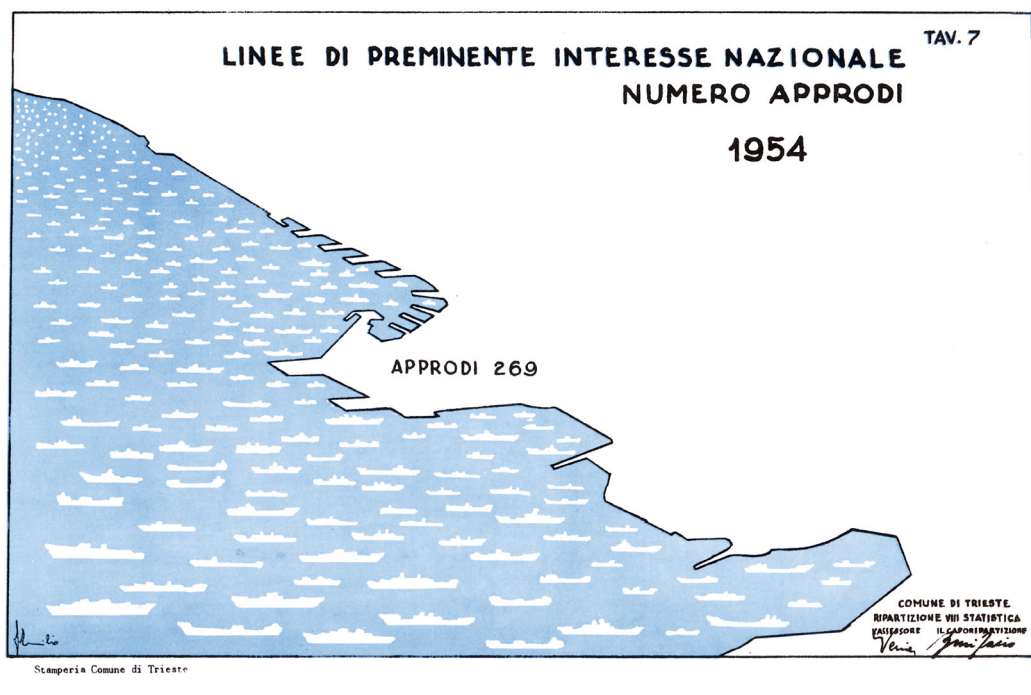 TAV. 7
LINEE DI PREMINENTE INTERESSE NAZIONALE
NUMERO APPRODI
1954
APPRODI 269
COMUNE DI TRIESTE
RIPARTIZIONE VIII STATISTICA
L'ASSESSORE IL CAPORIPARTIZIONE
Stamperia Comune di Trieste